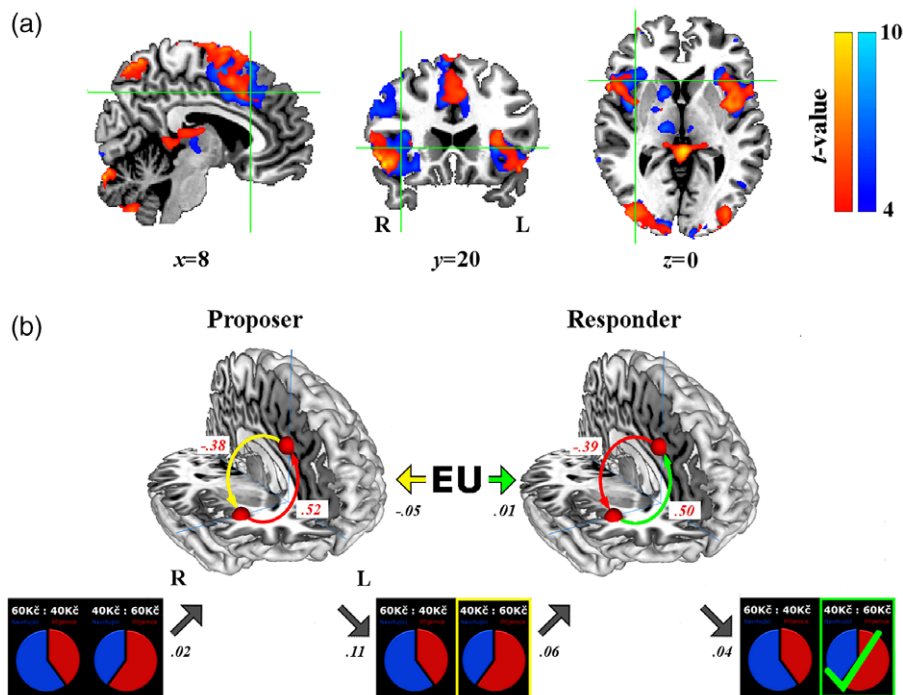 (a)
10
t-value
4
R
L
x=8
y=20
z=0
(b)
Proposer
Responder
-.38
.52
EU
-.05
.01
-.39
.50
R
L
60Kč : 40Kč
40Kč : 60Kč
.02
.11
60Kč : 40Kč
40Kč : 60Kč
.06
.04
60Kč : 40Kč
40Kč : 60Kč